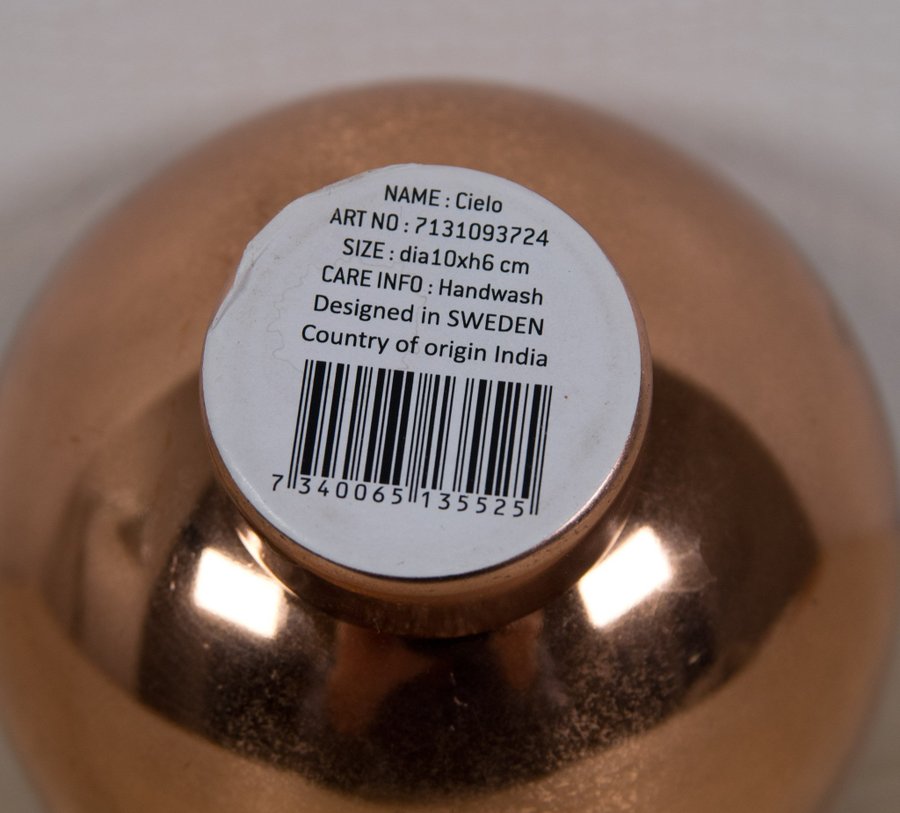 NAME : Cielo
ART NO : 7131093724
SIZE : dia10xh6 cm
CARE INFO : Handwash
Designed in SWEDEN
Country of origin India
7 340065 135525